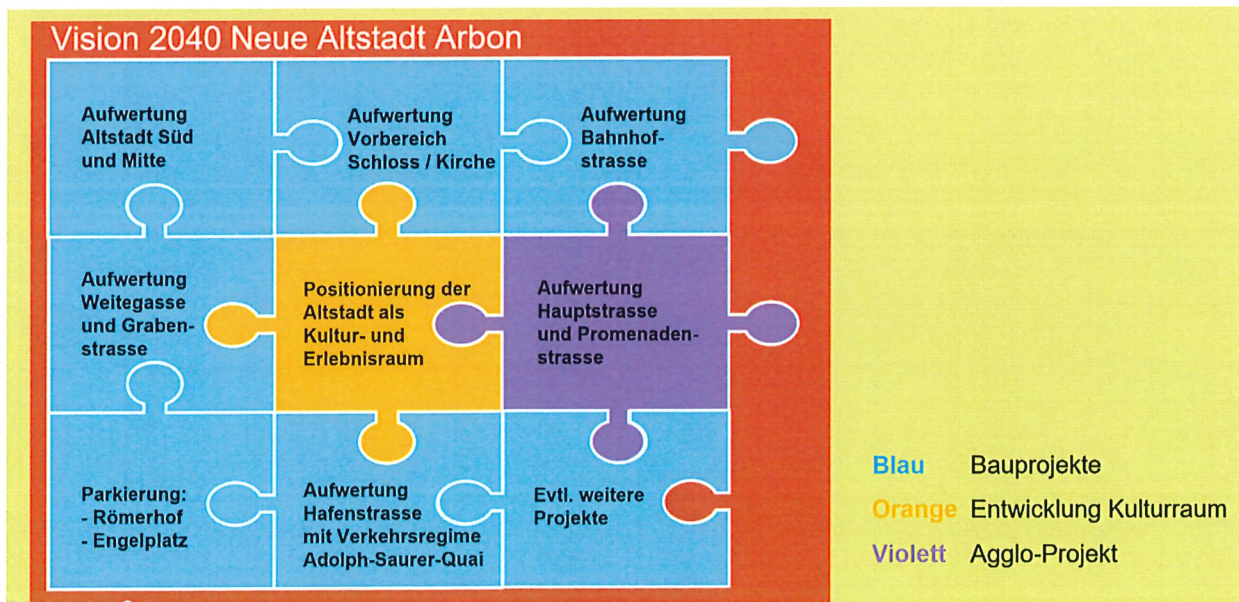 Vision 2040 Neue Altstadt Arbon
Aufwertung
Altstadt Süd
und Mitte
Aufwertung
Vorbereich
Schloss / Kirche
Aufwertung
Bahnhof-
strasse
Aufwertung
Weitegasse
und Graben-
strasse
Positionierung der
Altstadt als
Kultur- und
Erlebnisraum
Aufwertung
Hauptstrasse
und Promenaden-
strasse
Parkierung:
- Römerhof
- Engelplatz
Aufwertung
Hafenstrasse
mit Verkehrsregime
Adolph-Saurer-Quai
Evtl. weitere
Projekte
Blau Bauprojekte
Orange Entwicklung Kulturraum
Violett Agglo-Projekt